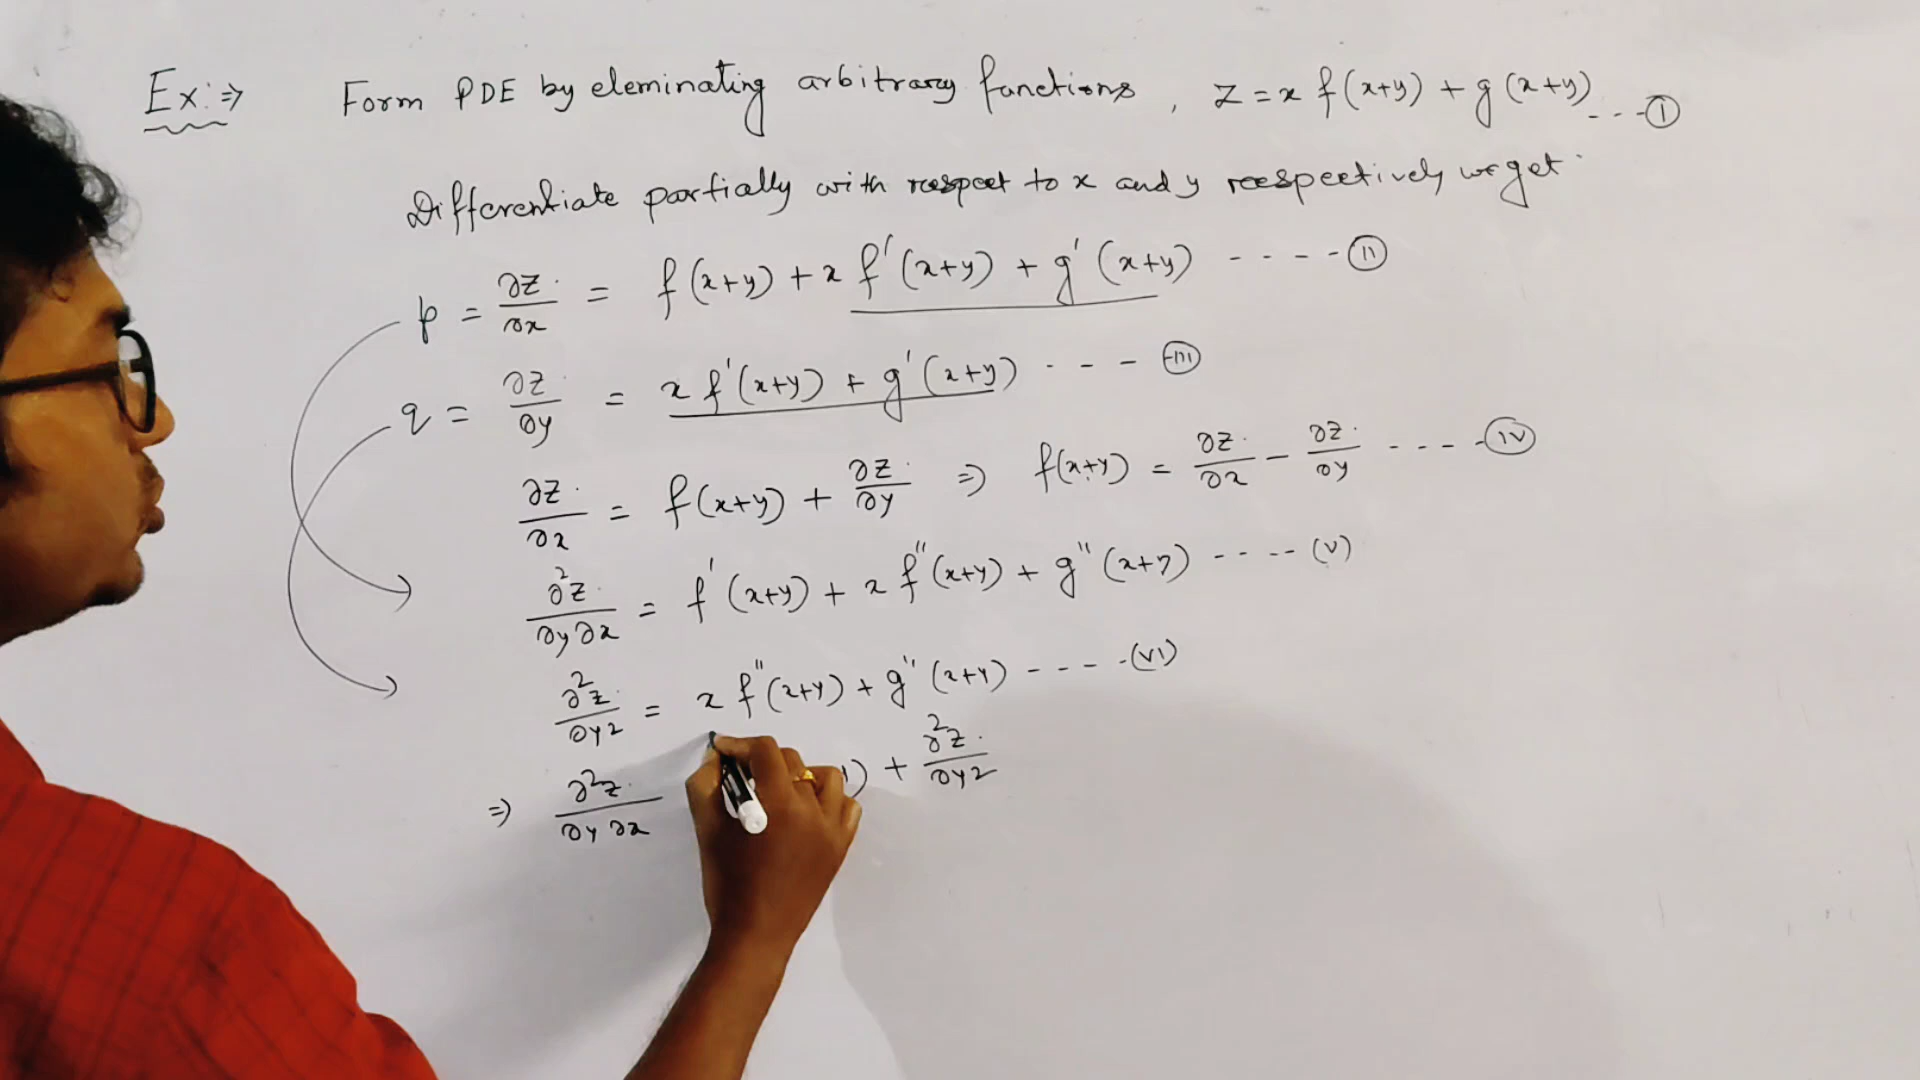 Ex:⇒ Form PDE by eleminating arbitrary functions, Z = x f(x+y) + g(x+y) ---- (I)
Differentiate partially with respect to x and y respectively we get
p = ∂Z/∂x = f(x+y) + x f'(x+y) + g'(x+y) ----- (II)
q = ∂Z/∂y = x f'(x+y) + g'(x+y) --- (III)
∂Z/∂x = f(x+y) + ∂Z/∂y ⇒ f(x+y) = ∂Z/∂x - ∂Z/∂y ---- (IV)
∂²Z/∂y∂x = f'(x+y) + x f''(x+y) + g''(x+y) ---- (V)
∂²Z/∂y² = x f''(x+y) + g''(x+y) ---- (VI)
⇒ ∂²Z/∂y∂x ) + ∂²Z/∂y²